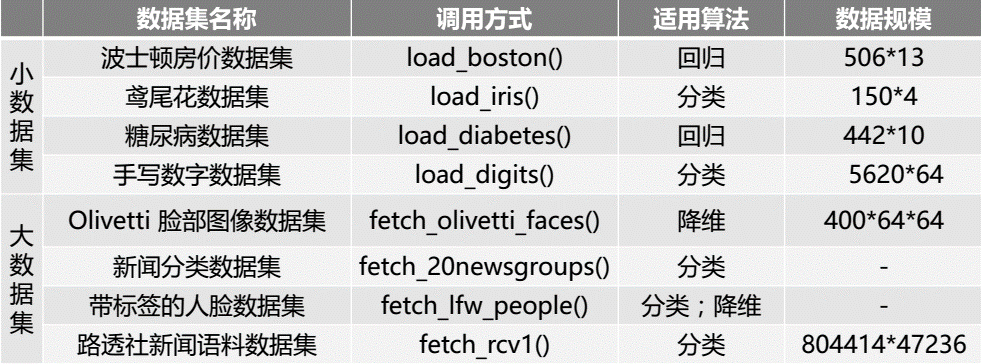 数据集名称 调用方式 适用算法 数据规模
小数据集
波士顿房价数据集 load_boston() 回归 506*13
鸢尾花数据集 load_iris() 分类 150*4
糖尿病数据集 load_diabetes() 回归 442*10
手写数字数据集 load_digits() 分类 5620*64
大数据集
Olivetti 脸部图像数据集 fetch_olivetti_faces() 降维 400*64*64
新闻分类数据集 fetch_20newsgroups() 分类 -
带标签的人脸数据集 fetch_lfw_people() 分类；降维 -
路透社新闻语料数据集 fetch_rcv1() 分类 804414*47236